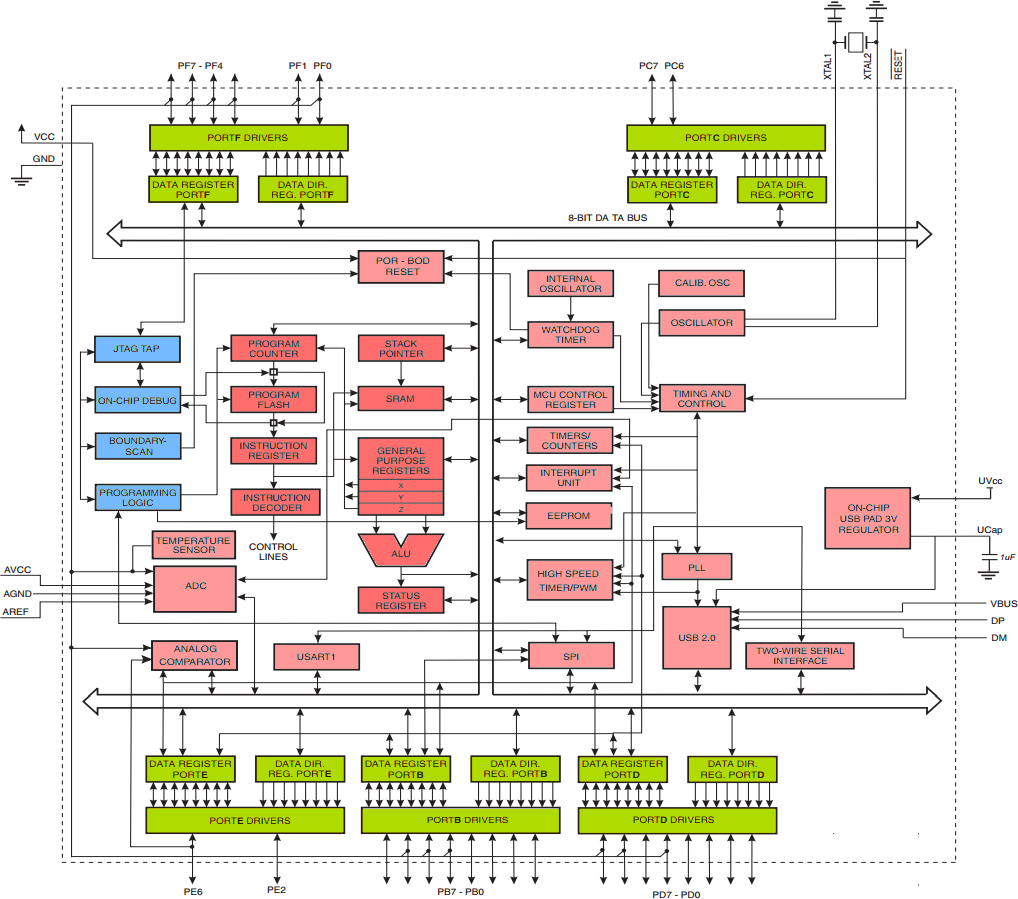 PF7 - PF4
PF1
PF0
PC7
PC6
XTAL1
XTAL2
RESET
VCC
GND
PORTF DRIVERS
PORTC DRIVERS
DATA REGISTER
PORTF
DATA DIR.
REG. PORTF
DATA REGISTER
PORTC
DATA DIR.
REG. PORTC
8-BIT DA TA BUS
POR - BOD
RESET
INTERNAL
OSCILLATOR
CALIB. OSC
WATCHDOG
TIMER
OSCILLATOR
JTAG TAP
PROGRAM
COUNTER
STACK
POINTER
ON-CHIP DEBUG
PROGRAM
FLASH
SRAM
MCU CONTROL
REGISTER
TIMING AND
CONTROL
BOUNDARY-
SCAN
INSTRUCTION
REGISTER
GENERAL
PURPOSE
REGISTERS
X
Y
Z
TIMERS/
COUNTERS
INTERRUPT
UNIT
PROGRAMMING
LOGIC
INSTRUCTION
DECODER
EEPROM
ON-CHIP
USB PAD 3V
REGULATOR
UVcc
UCap
1uF
TEMPERATURE
SENSOR
CONTROL
LINES
ALU
AVCC
AGND
AREF
ADC
STATUS
REGISTER
HIGH SPEED
TIMER/PWM
PLL
VBUS
DP
DM
USB 2.0
ANALOG
COMPARATOR
USART1
SPI
TWO-WIRE SERIAL
INTERFACE
DATA REGISTER
PORTE
DATA DIR.
REG. PORTE
DATA REGISTER
PORTB
DATA DIR.
REG. PORTB
DATA REGISTER
PORTD
DATA DIR.
REG. PORTD
PORTE DRIVERS
PORTB DRIVERS
PORTD DRIVERS
PE6
PE2
PB7 - PB0
PD7 - PD0